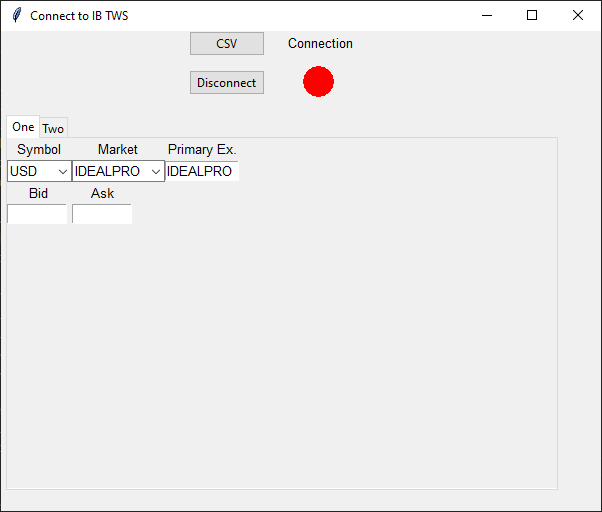 Connect to IB TWS
CSV Connection
Disconnect
One Two
Symbol Market Primary Ex.
USD IDEALPRO IDEALPRO
Bid Ask